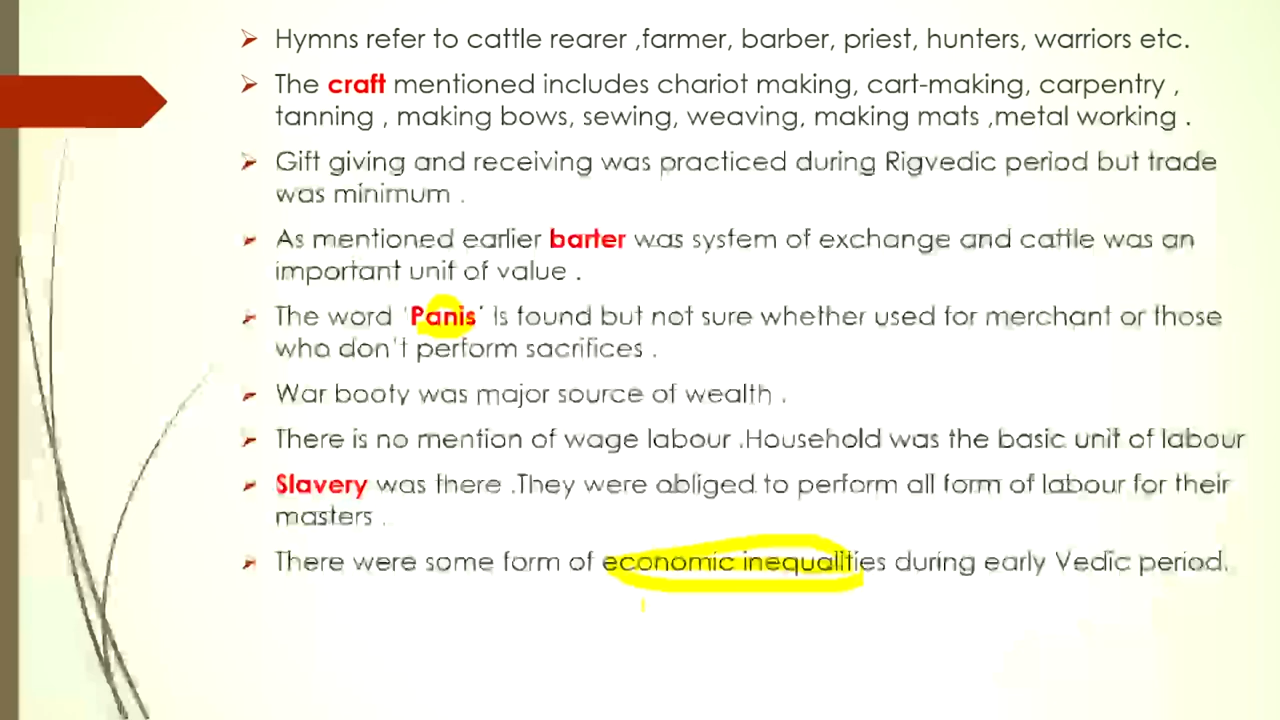 Hymns refer to cattle rearer ,farmer, barber, priest, hunters, warriors etc.
The craft mentioned includes chariot making, cart-making, carpentry ,
tanning , making bows, sewing, weaving, making mats ,metal working .
Gift giving and receiving was practiced during Rigvedic period but trade
was minimum .
As mentioned earlier barter was system of exchange and cattle was an
important unit of value .
The word 'Panis' is found but not sure whether used for merchant or those
who don't perform sacrifices .
War booty was major source of wealth .
There is no mention of wage labour .Household was the basic unit of labour
Slavery was there .They were obliged to perform all form of labour for their
masters .
There were some form of economic inequalities during early Vedic period.